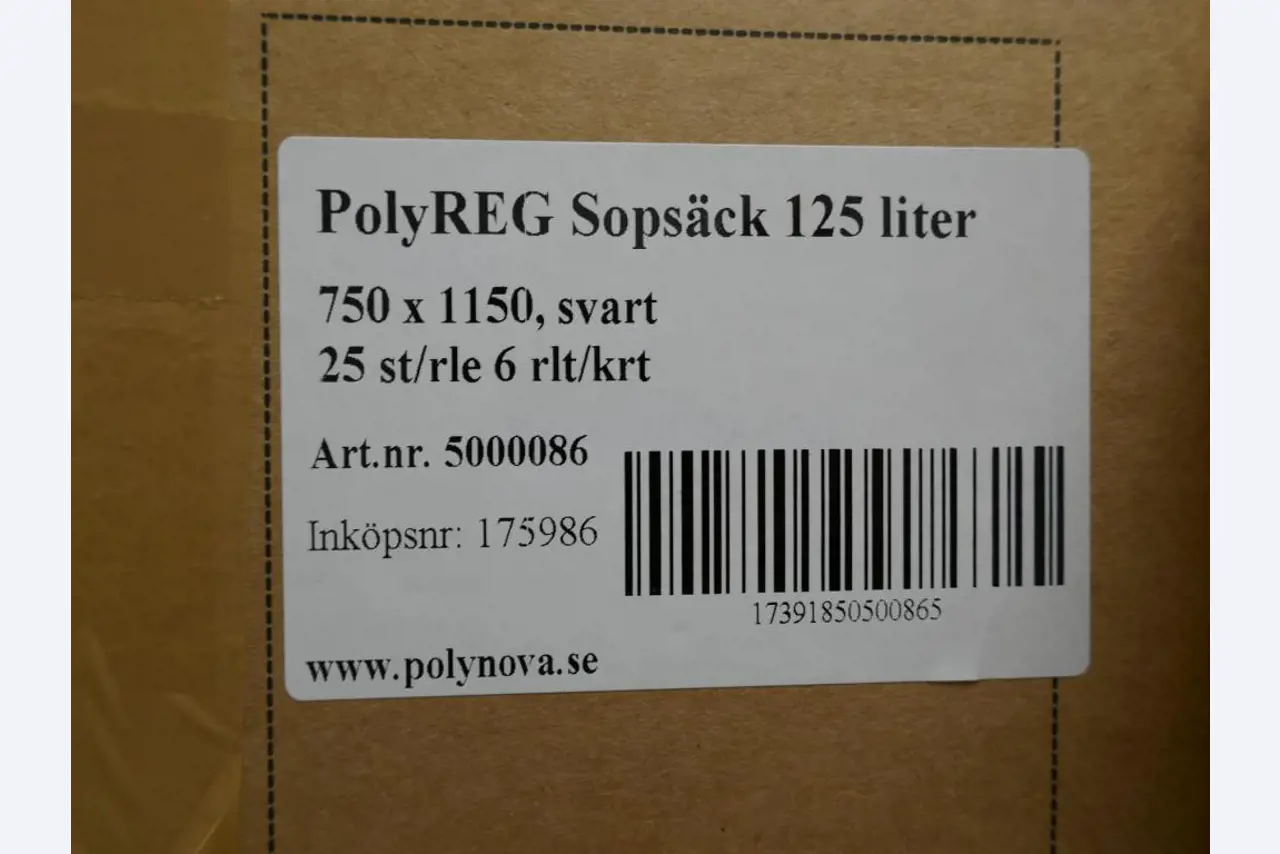 PolyREG Sopsäck 125 liter
750 x 1150, svart
25 st/rle 6 rlt/krt
Art.nr. 5000086
Inköpsnr: 175986
17391850500865
www.polynova.se